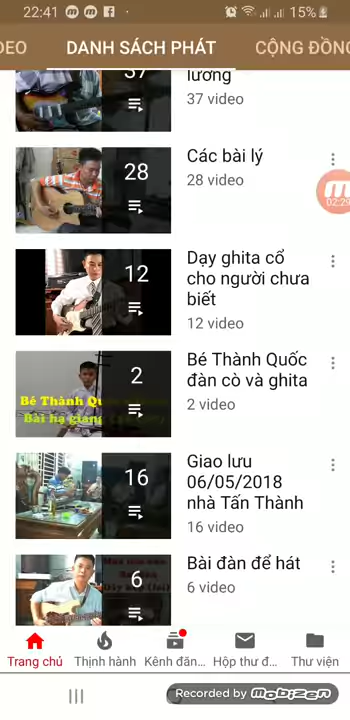 22:41
15%
DEO DANH SÁCH PHÁT CỘNG ĐỒNG
37
lương
37 video
28
Các bài lý
28 video
02:29
12
Dạy ghita cổ
cho người chưa
biết
12 video
2
Bé Thành Quốc
đàn cò và ghita
2 video
16
Giao lưu
06/05/2018
nhà Tấn Thành
16 video
6
Bài đàn để hát
6 video
Trang chủ Thịnh hành Kênh đăn... Hộp thư đ... Thư viện
Recorded by Mobizen